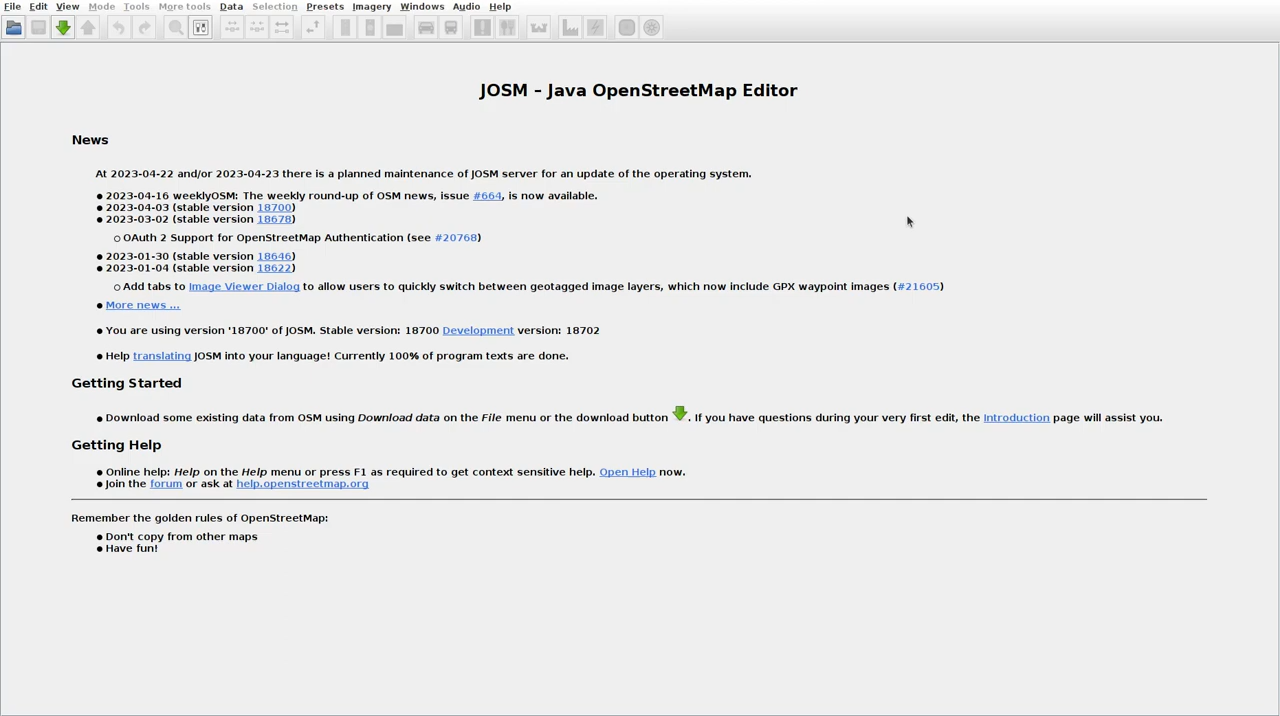 File Edit View Mode Tools More tools Data Selection Presets Imagery Windows Audio Help
JOSM – Java OpenStreetMap Editor
News
At 2023-04-22 and/or 2023-04-23 there is a planned maintenance of JOSM server for an update of the operating system.
2023-04-16 weeklyOSM: The weekly round-up of OSM news, issue #664, is now available.
2023-04-03 (stable version 18700)
2023-03-02 (stable version 18678)
OAuth 2 Support for OpenStreetMap Authentication (see #20768)
2023-01-30 (stable version 18646)
2023-01-04 (stable version 18622)
Add tabs to Image Viewer Dialog to allow users to quickly switch between geotagged image layers, which now include GPX waypoint images (#21605)
More news ...
You are using version '18700' of JOSM. Stable version: 18700 Development version: 18702
Help translating JOSM into your language! Currently 100% of program texts are done.
Getting Started
Download some existing data from OSM using Download data on the File menu or the download button . If you have questions during your very first edit, the Introduction page will assist you.
Getting Help
Online help: Help on the Help menu or press F1 as required to get context sensitive help. Open Help now.
Join the forum or ask at help.openstreetmap.org
Remember the golden rules of OpenStreetMap:
Don't copy from other maps
Have fun!